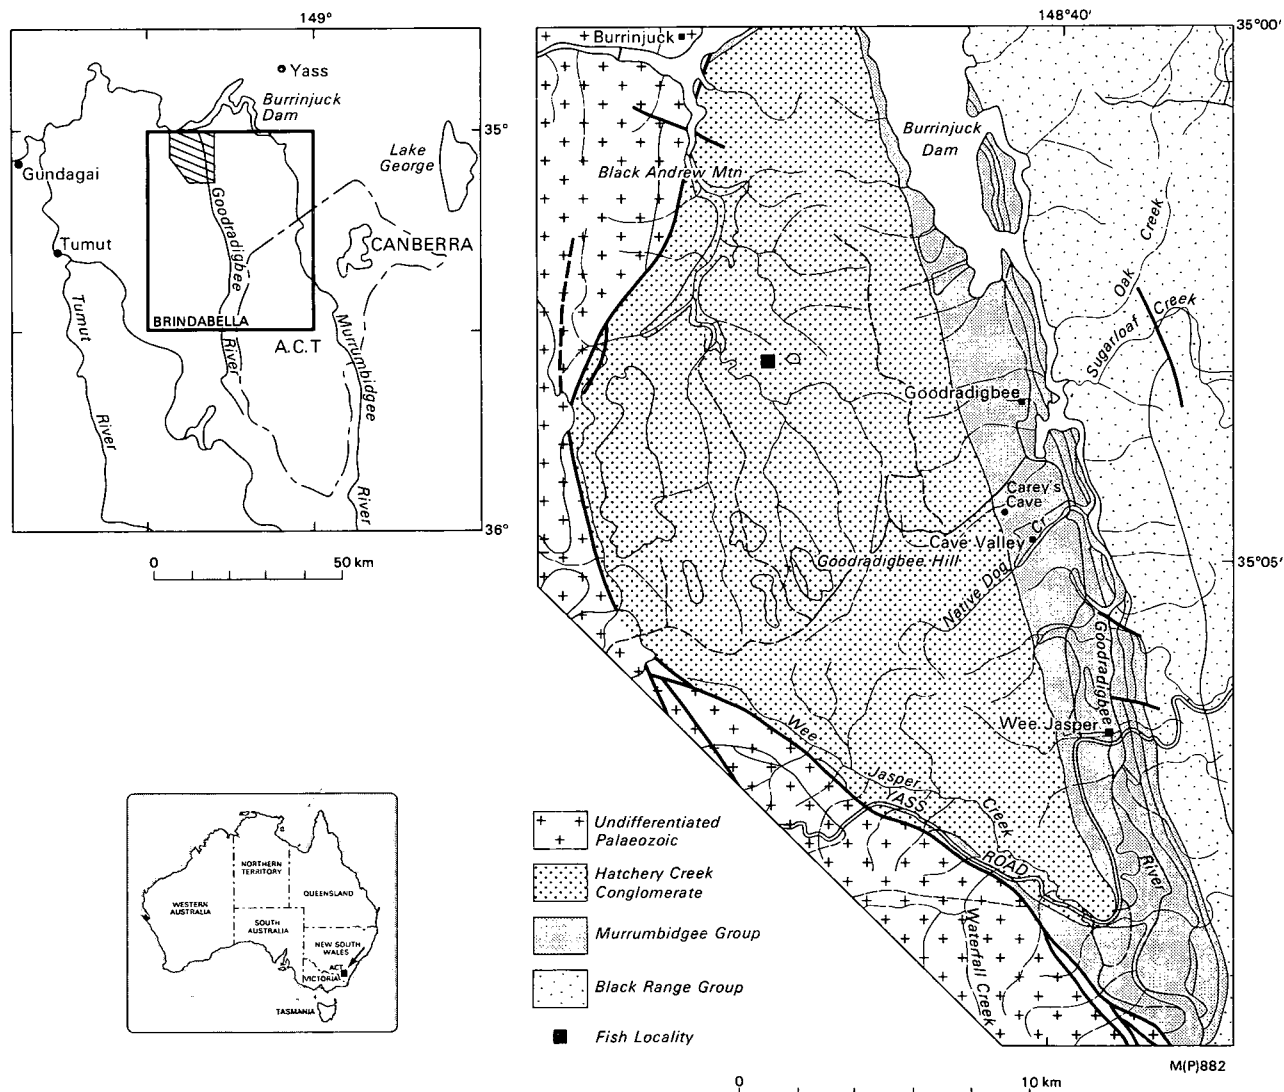 149°
Yass
Burrinjuck
Dam
35°
Lake
George
Gundagai
Goodradigbee
Tumut
CANBERRA
Tumut
BRINDABELLA
A.C.T
River
Murrumbidgee
River
River
36°
0 50 km
WESTERN
AUSTRALIA
NORTHERN
TERRITORY
QUEENSLAND
SOUTH
AUSTRALIA
NEW SOUTH
WALES
ACT
VICTORIA
TASMANIA
148°40'
35°00'
Burrinjuck
Burrinjuck
Dam
Black Andrew Mtn
Oak
Creek
Sugarloaf Creek
Goodradigbee
Carey's
Cave
Cave Valley
Native Dog Cr
Goodradigbee Hill
35°05'
Goodradigbee
Wee Jasper
River
Wee
Jasper
Creek
YASS
ROAD
Waterfall Creek
Undifferentiated
Palaeozoic
Hatchery Creek
Conglomerate
Murrumbidgee Group
Black Range Group
Fish Locality
M(P)882
0 10 km